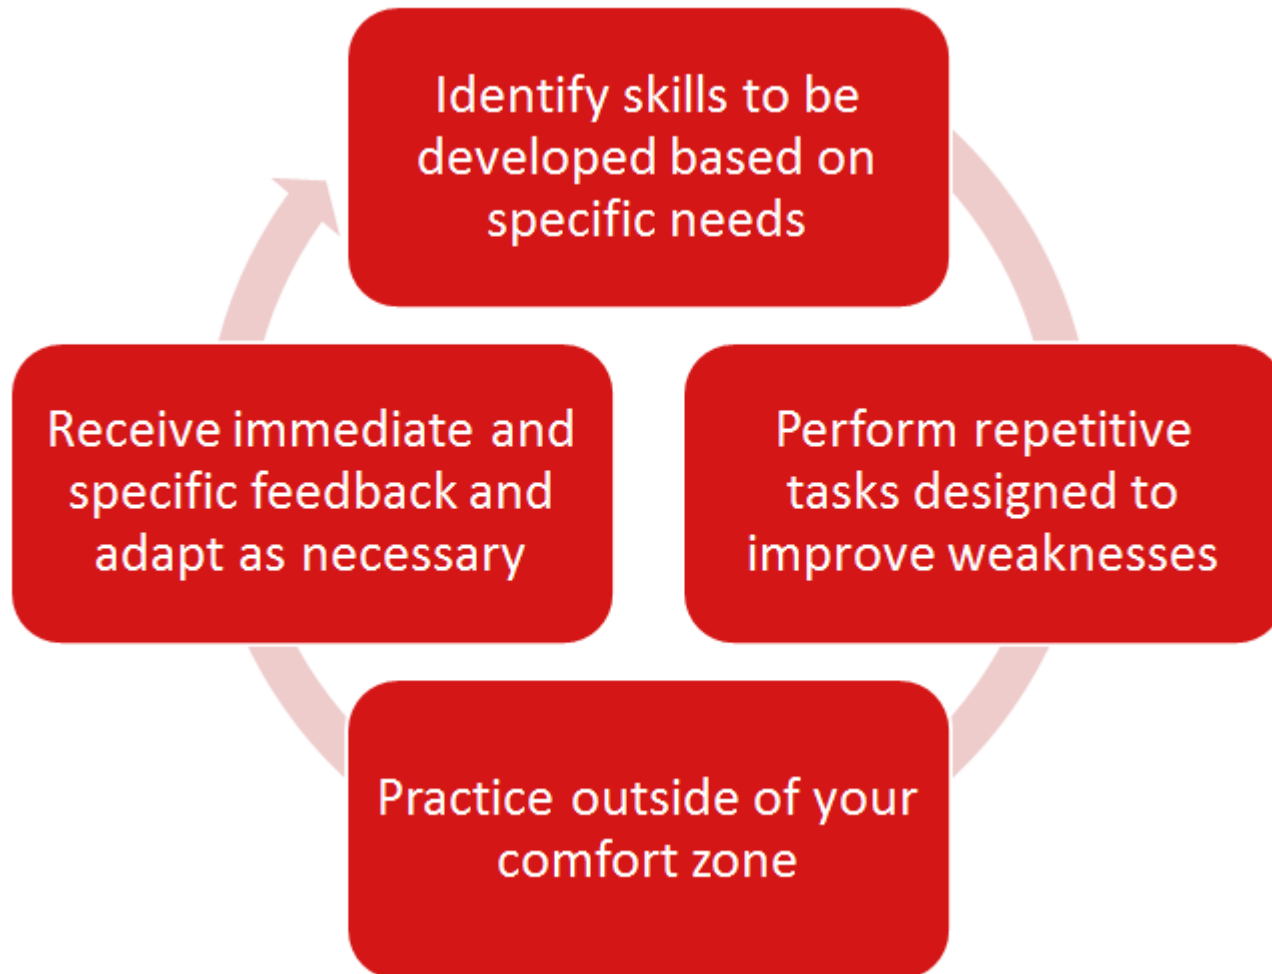 Identify skills to be
developed based on
specific needs
Perform repetitive
tasks designed to
improve weaknesses
Practice outside of your
comfort zone
Receive immediate and
specific feedback and
adapt as necessary